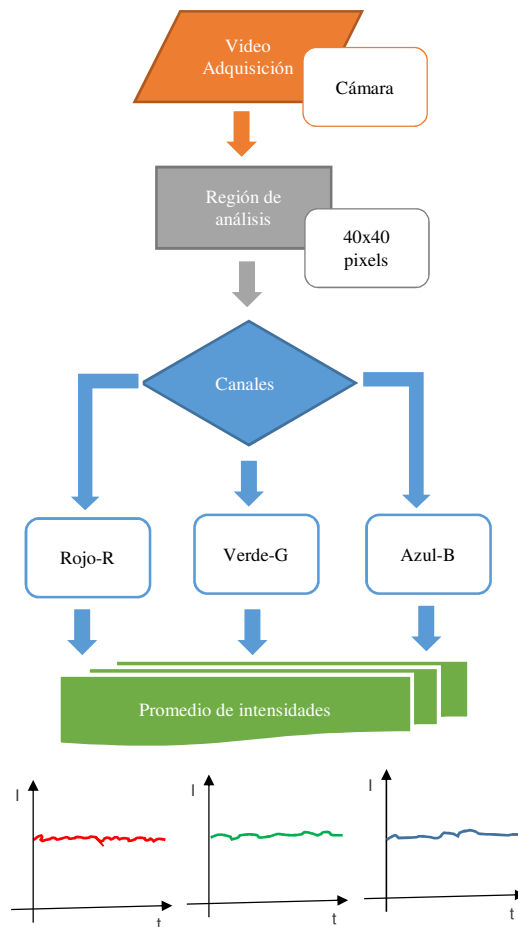 Video
Adquisición
Cámara
Región de
análisis
40x40
pixels
Canales
Rojo-R
Verde-G
Azul-B
Promedio de intensidades
I
t
I
t
I
t